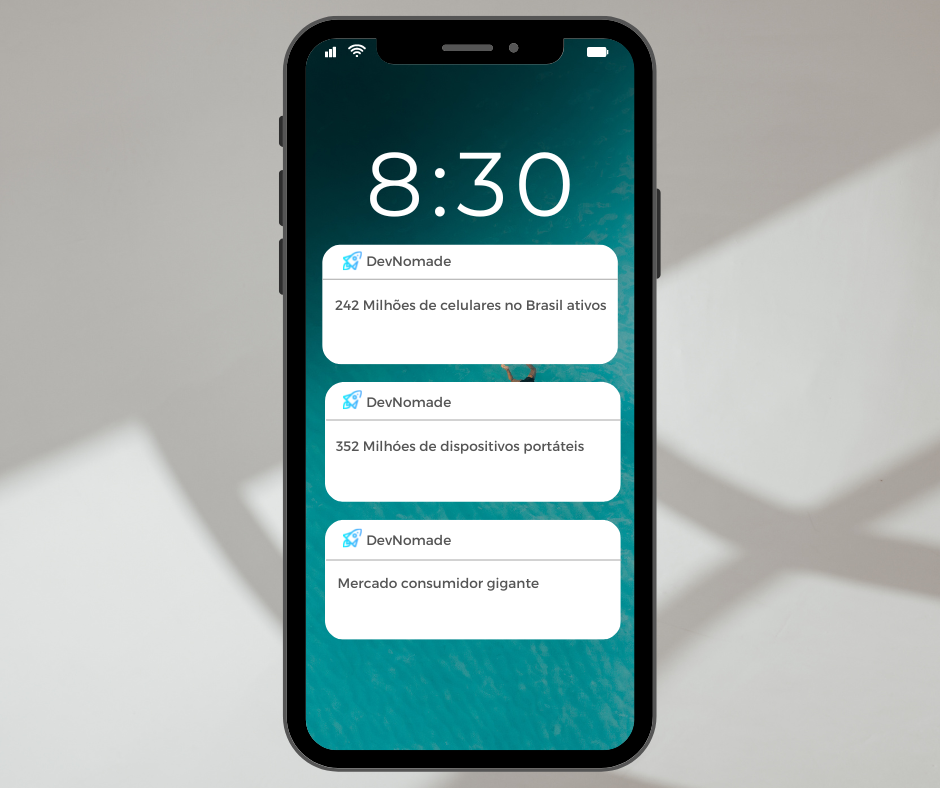 8:30
DevNomade
242 Milhões de celulares no Brasil ativos
DevNomade
352 Milhóes de dispositivos portáteis
DevNomade
Mercado consumidor gigante